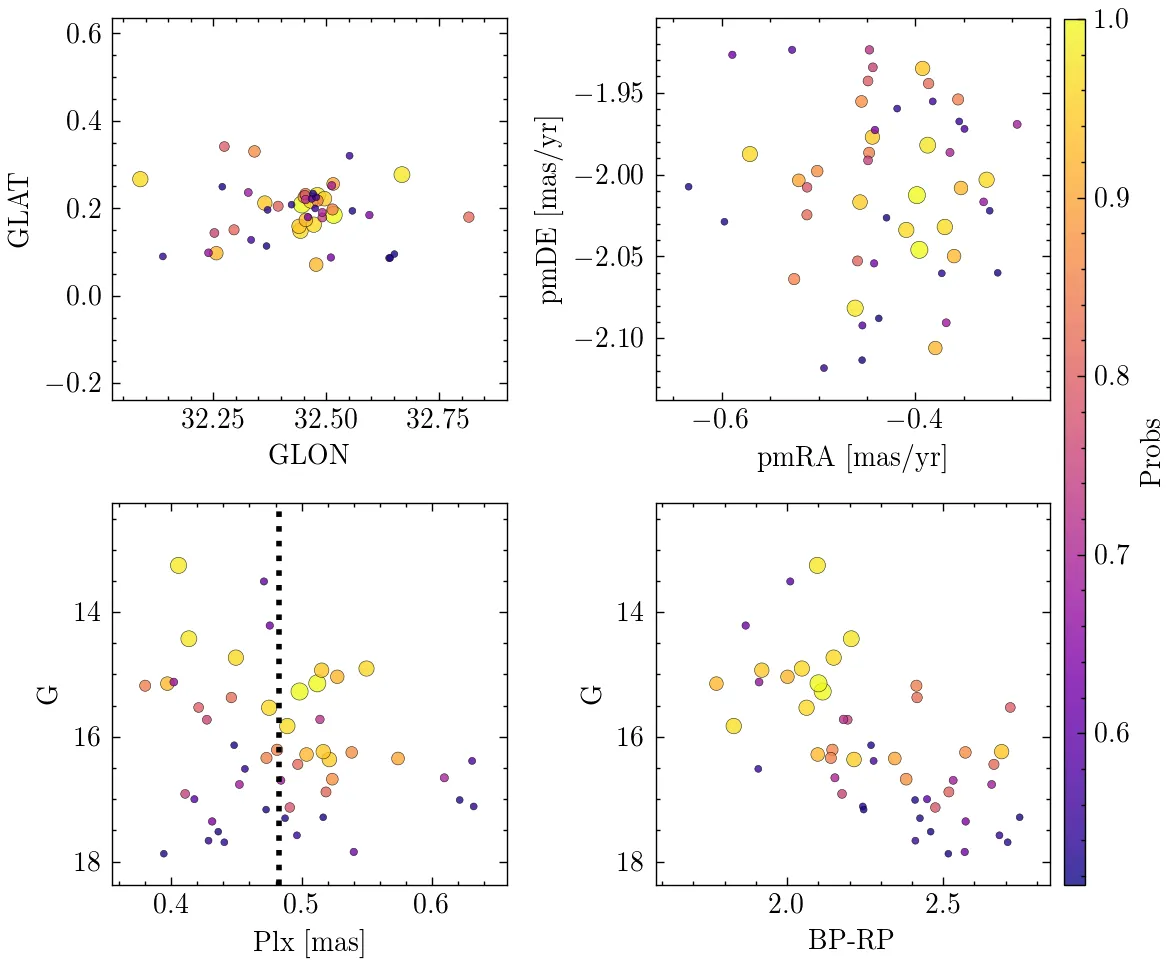 0.6
0.4
0.2
0.0
−0.2
GLAT
32.25 32.50 32.75
GLON
−1.95
−2.00
−2.05
−2.10
pmDE [mas/yr]
−0.6 −0.4
pmRA [mas/yr]
1.0
0.9
0.8
0.7
0.6
Probs
14
16
18
G
0.4 0.5 0.6
Plx [mas]
14
16
18
G
2.0 2.5
BP-RP